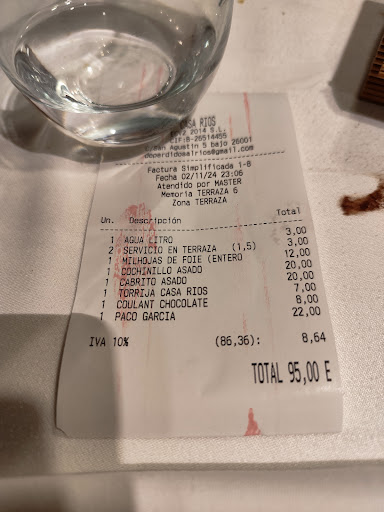 CASA RIOS
2014 S.L.
CIF:B-26514455
Agustin 5 bajo 26001
deperdidosalrios@gmail.com
Factura Simplificada 1-8
Fecha 02/11/24 23:06
Atendido por MASTER
Memoria TERRAZA 6
Zona TERRAZA
Un. Descripción Total
1 AGUA LITRO 3,00
2 SERVICIO EN TERRAZA (1,5) 3,00
1 MILHOJAS DE FOIE (ENTERO 12,00
1 COCHINILLO ASADO 20,00
1 CABRITO ASADO 20,00
1 TORRIJA CASA RIOS 7,00
1 COULANT CHOCOLATE 8,00
1 PACO GARCIA 22,00
IVA 10% (86,36): 8,64
TOTAL 95,00 E